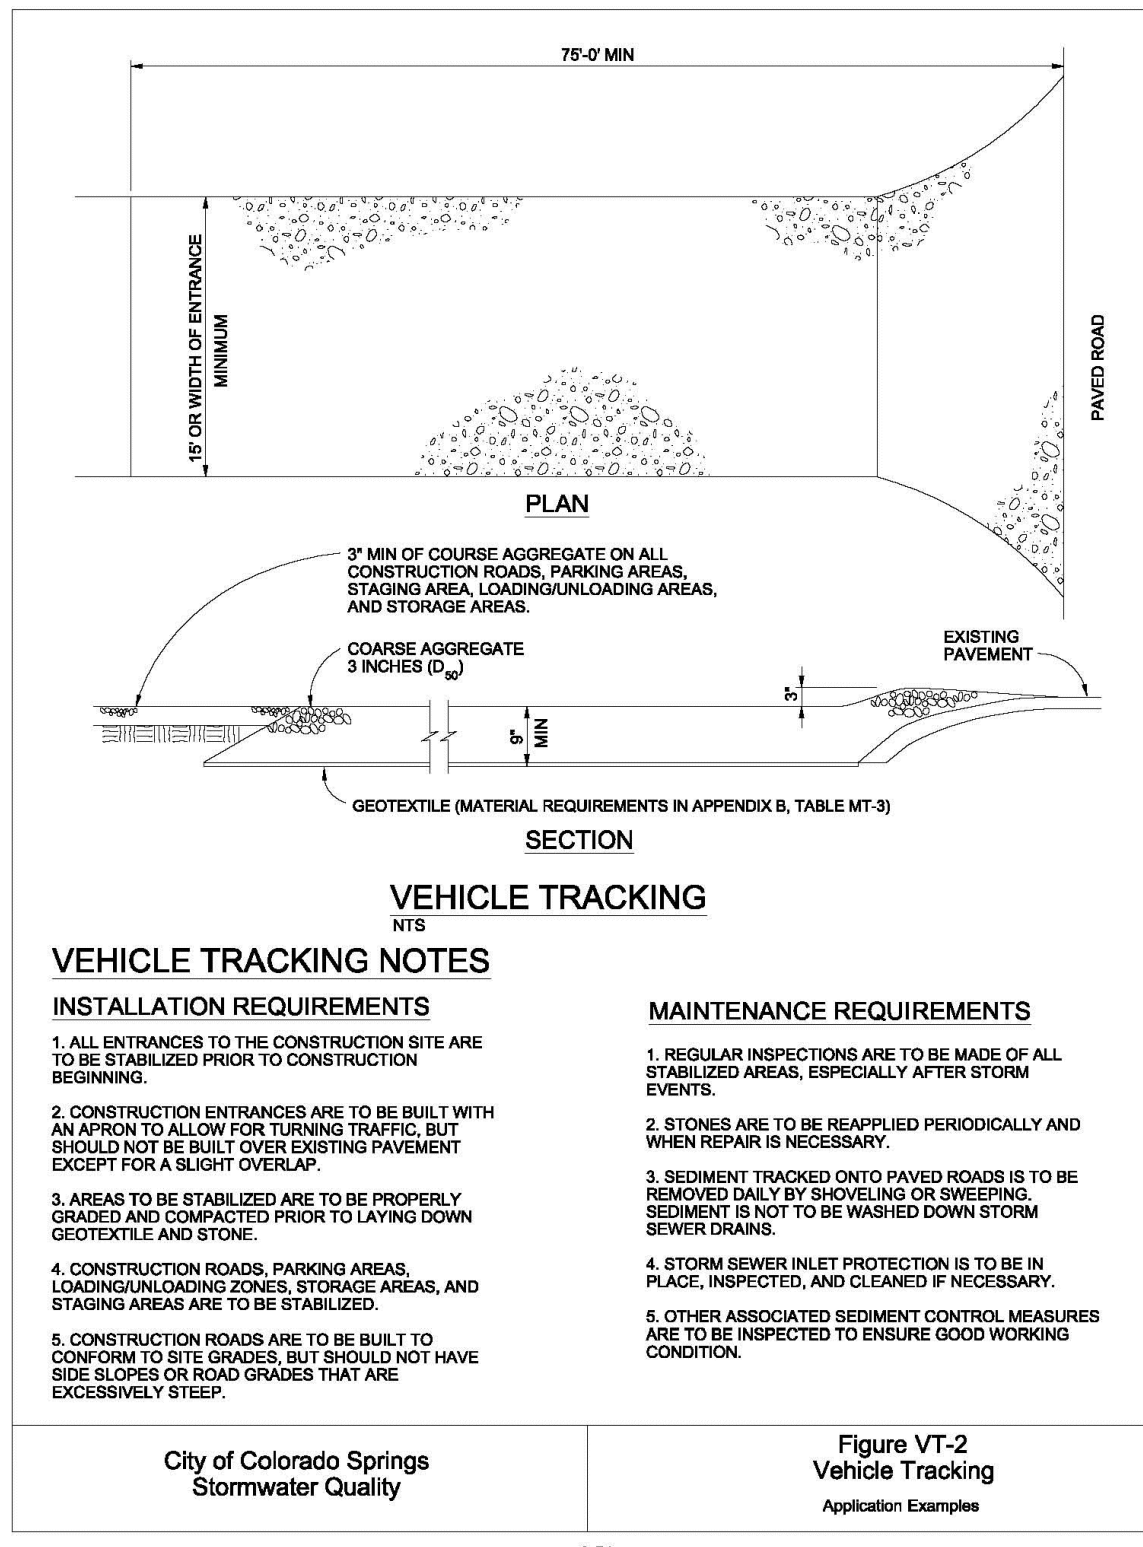 75'-0' MIN
15' OR WIDTH OF ENTRANCE
MINIMUM
PAVED ROAD
PLAN
3" MIN OF COURSE AGGREGATE ON ALL
CONSTRUCTION ROADS, PARKING AREAS,
STAGING AREA, LOADING/UNLOADING AREAS,
AND STORAGE AREAS.
COARSE AGGREGATE
3 INCHES (D50)
EXISTING
PAVEMENT
3"
9"
MIN
GEOTEXTILE (MATERIAL REQUIREMENTS IN APPENDIX B, TABLE MT-3)
SECTION
VEHICLE TRACKING
NTS
VEHICLE TRACKING NOTES
INSTALLATION REQUIREMENTS
1. ALL ENTRANCES TO THE CONSTRUCTION SITE ARE
TO BE STABILIZED PRIOR TO CONSTRUCTION
BEGINNING.
2. CONSTRUCTION ENTRANCES ARE TO BE BUILT WITH
AN APRON TO ALLOW FOR TURNING TRAFFIC, BUT
SHOULD NOT BE BUILT OVER EXISTING PAVEMENT
EXCEPT FOR A SLIGHT OVERLAP.
3. AREAS TO BE STABILIZED ARE TO BE PROPERLY
GRADED AND COMPACTED PRIOR TO LAYING DOWN
GEOTEXTILE AND STONE.
4. CONSTRUCTION ROADS, PARKING AREAS,
LOADING/UNLOADING ZONES, STORAGE AREAS, AND
STAGING AREAS ARE TO BE STABILIZED.
5. CONSTRUCTION ROADS ARE TO BE BUILT TO
CONFORM TO SITE GRADES, BUT SHOULD NOT HAVE
SIDE SLOPES OR ROAD GRADES THAT ARE
EXCESSIVELY STEEP.
MAINTENANCE REQUIREMENTS
1. REGULAR INSPECTIONS ARE TO BE MADE OF ALL
STABILIZED AREAS, ESPECIALLY AFTER STORM
EVENTS.
2. STONES ARE TO BE REAPPLIED PERIODICALLY AND
WHEN REPAIR IS NECESSARY.
3. SEDIMENT TRACKED ONTO PAVED ROADS IS TO BE
REMOVED DAILY BY SHOVELING OR SWEEPING.
SEDIMENT IS NOT TO BE WASHED DOWN STORM
SEWER DRAINS.
4. STORM SEWER INLET PROTECTION IS TO BE IN
PLACE, INSPECTED, AND CLEANED IF NECESSARY.
5. OTHER ASSOCIATED SEDIMENT CONTROL MEASURES
ARE TO BE INSPECTED TO ENSURE GOOD WORKING
CONDITION.
City of Colorado Springs
Stormwater Quality
Figure VT-2
Vehicle Tracking
Application Examples